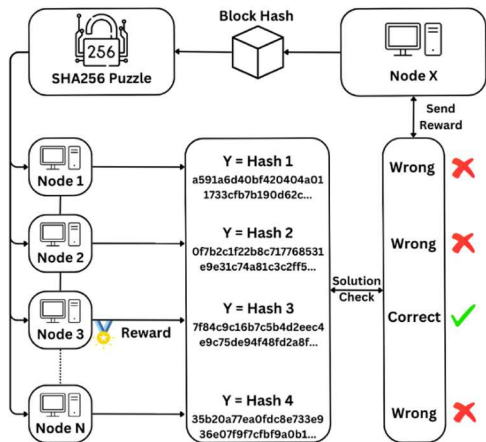 Block Hash
256
SHA256 Puzzle
Node X
Send
Reward
Node 1
Y = Hash 1
a591a6d40bf420404a01
1733cfb7b190d62c...
Wrong
Node 2
Y = Hash 2
0f7b2c1f22b8c717768531
e9e31c74a81c3c2ff5...
Wrong
Solution
Check
Node 3
Reward
Y = Hash 3
7f84c9c16b7c5b4d2eec4
e9c75de94f48fd2a8f...
Correct
Node N
Y = Hash 4
35b20a77ea0fdc8e733e9
36e07f9f7cfbf9a0b1...
Wrong